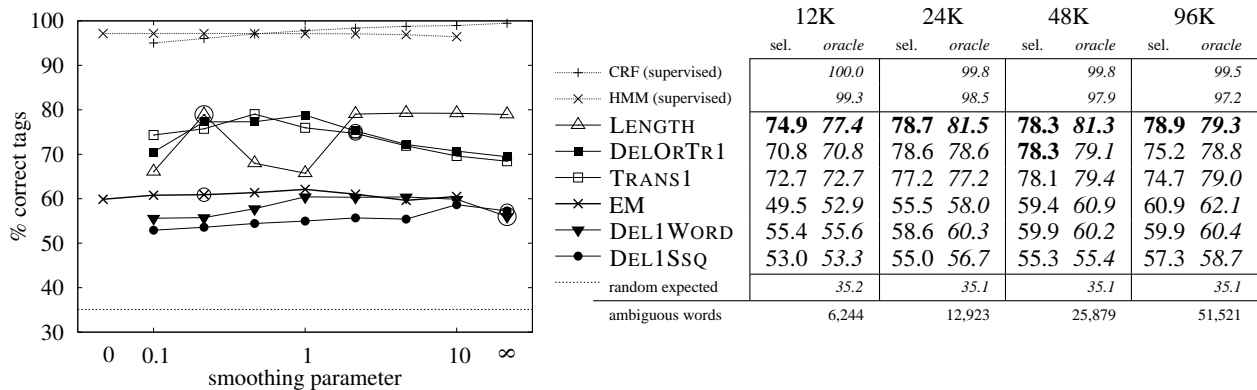 100
90
80
70
60
50
40
30
% correct tags
0 0.1 1 10 ∞
smoothing parameter
12K 24K 48K 96K
sel. oracle sel. oracle sel. oracle sel. oracle
CRF (supervised) 100.0 99.8 99.8 99.5
HMM (supervised) 99.3 98.5 97.9 97.2
LENGTH 74.9 77.4 78.7 81.5 78.3 81.3 78.9 79.3
DELORTR1 70.8 70.8 78.6 78.6 78.3 79.1 75.2 78.8
TRANS1 72.7 72.7 77.2 77.2 78.1 79.4 74.7 79.0
EM 49.5 52.9 55.5 58.0 59.4 60.9 60.9 62.1
DEL1WORD 55.4 55.6 58.6 60.3 59.9 60.2 59.9 60.4
DEL1SSQ 53.0 53.3 55.0 56.7 55.3 55.4 57.3 58.7
random expected 35.2 35.1 35.1 35.1
ambiguous words 6,244 12,923 25,879 51,521